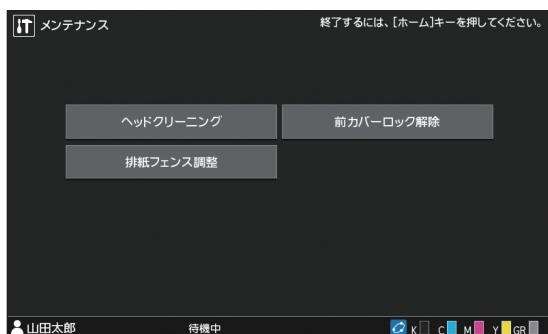 メンテナンス
終了するには、[ホーム]キーを押してください。
ヘッドクリーニング
前カバーロック解除
排紙フェンス調整
山田太郎
待機中
K C M Y GR